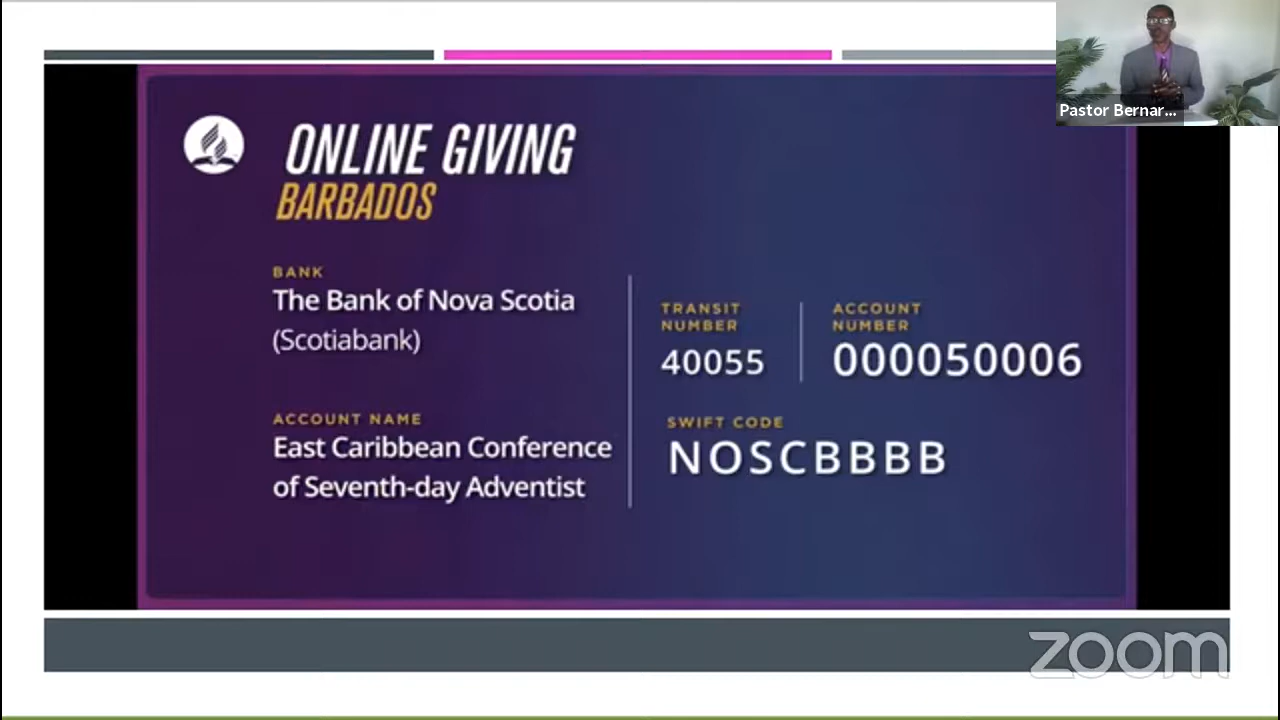 Pastor Bernar...
ONLINE GIVING
BARBADOS
BANK
The Bank of Nova Scotia
(Scotiabank)
ACCOUNT NAME
East Caribbean Conference
of Seventh-day Adventist
TRANSIT
NUMBER
40055
ACCOUNT
NUMBER
000050006
SWIFT CODE
NOSCBBBB
zoom